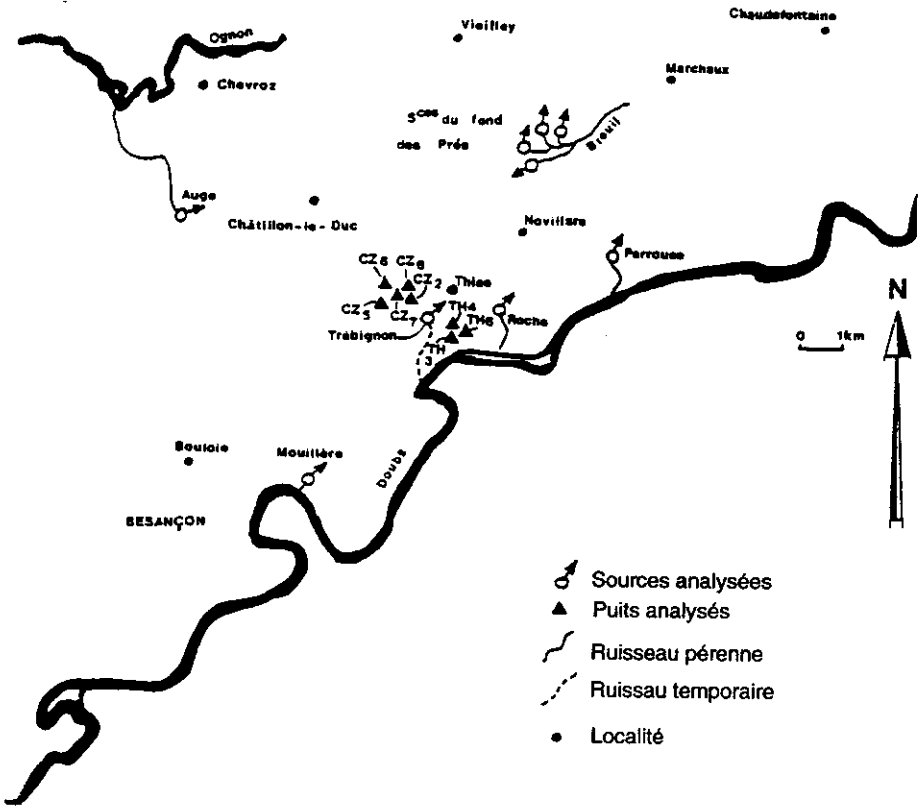 Chaudefontaine
Vieilley
Ognon
Marchaux
Chevroz
Sces du fond
des Prés
Breuil
Auge
Châtillon-le-Duc
Novillars
Perrouse
CZ6
CZ8
CZ2
Thise
N
CZ5
CZ7
TH4
TH6
Roche
Trébignon
TH
3
0 1km
Bouloie
Mouillère
Doubs
BESANÇON
Sources analysées
Puits analysés
Ruisseau pérenne
Ruissau temporaire
Localité